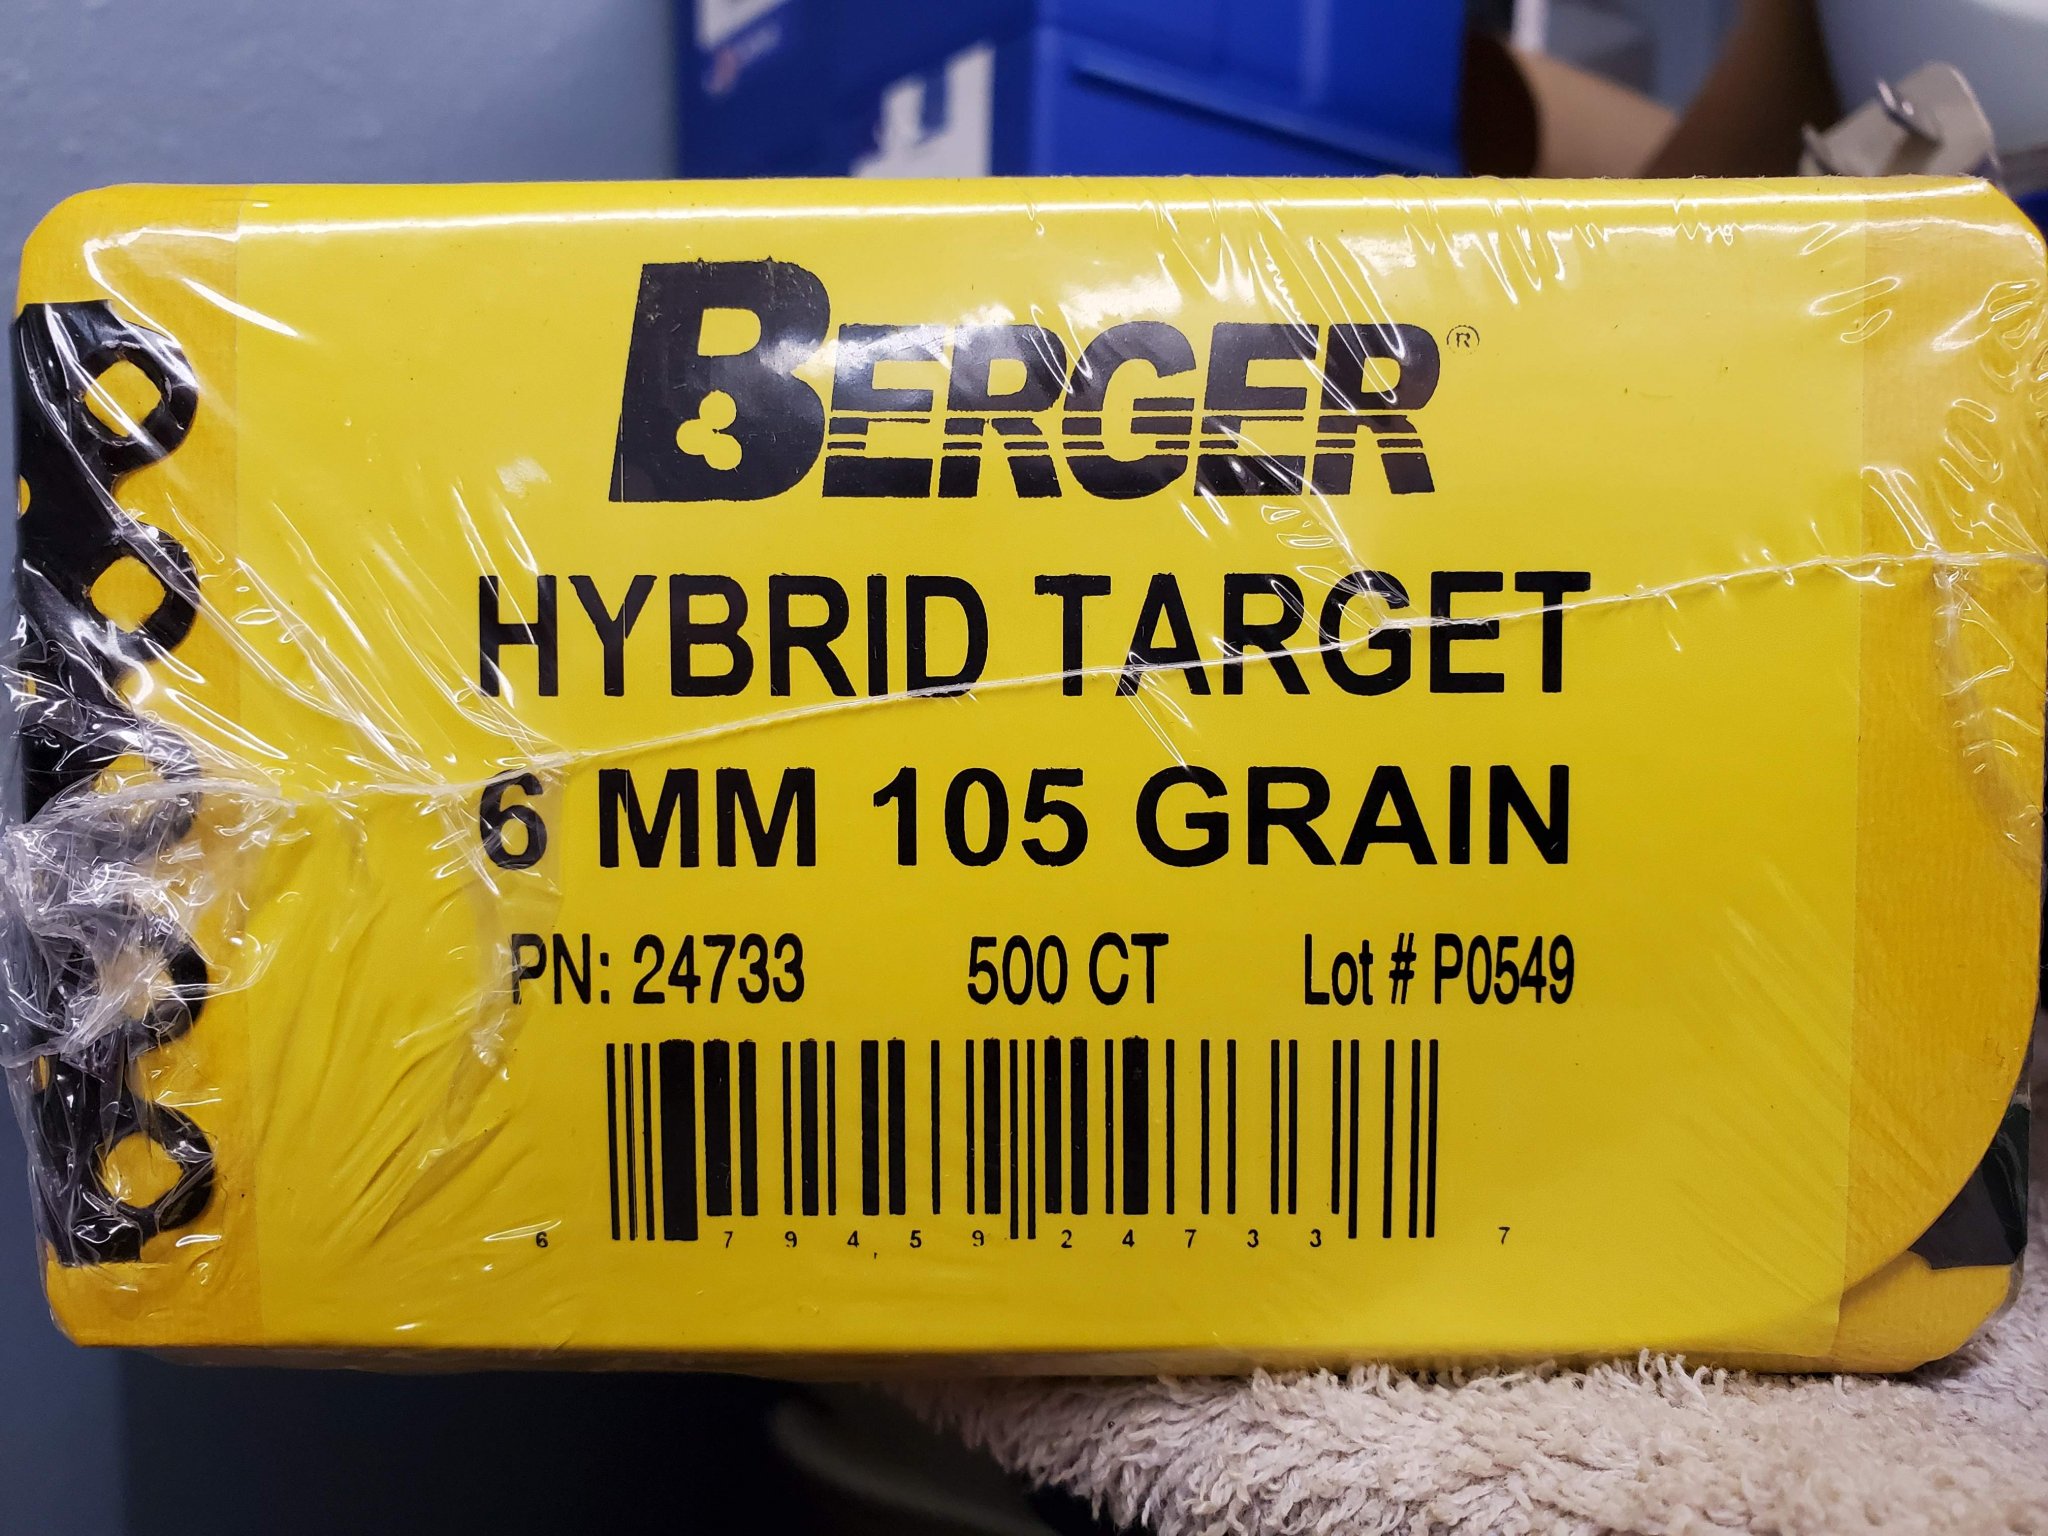 BERGER®
HYBRID TARGET
6 MM 105 GRAIN
PN: 24733 500 CT Lot # P0549
6 79459 24733 7